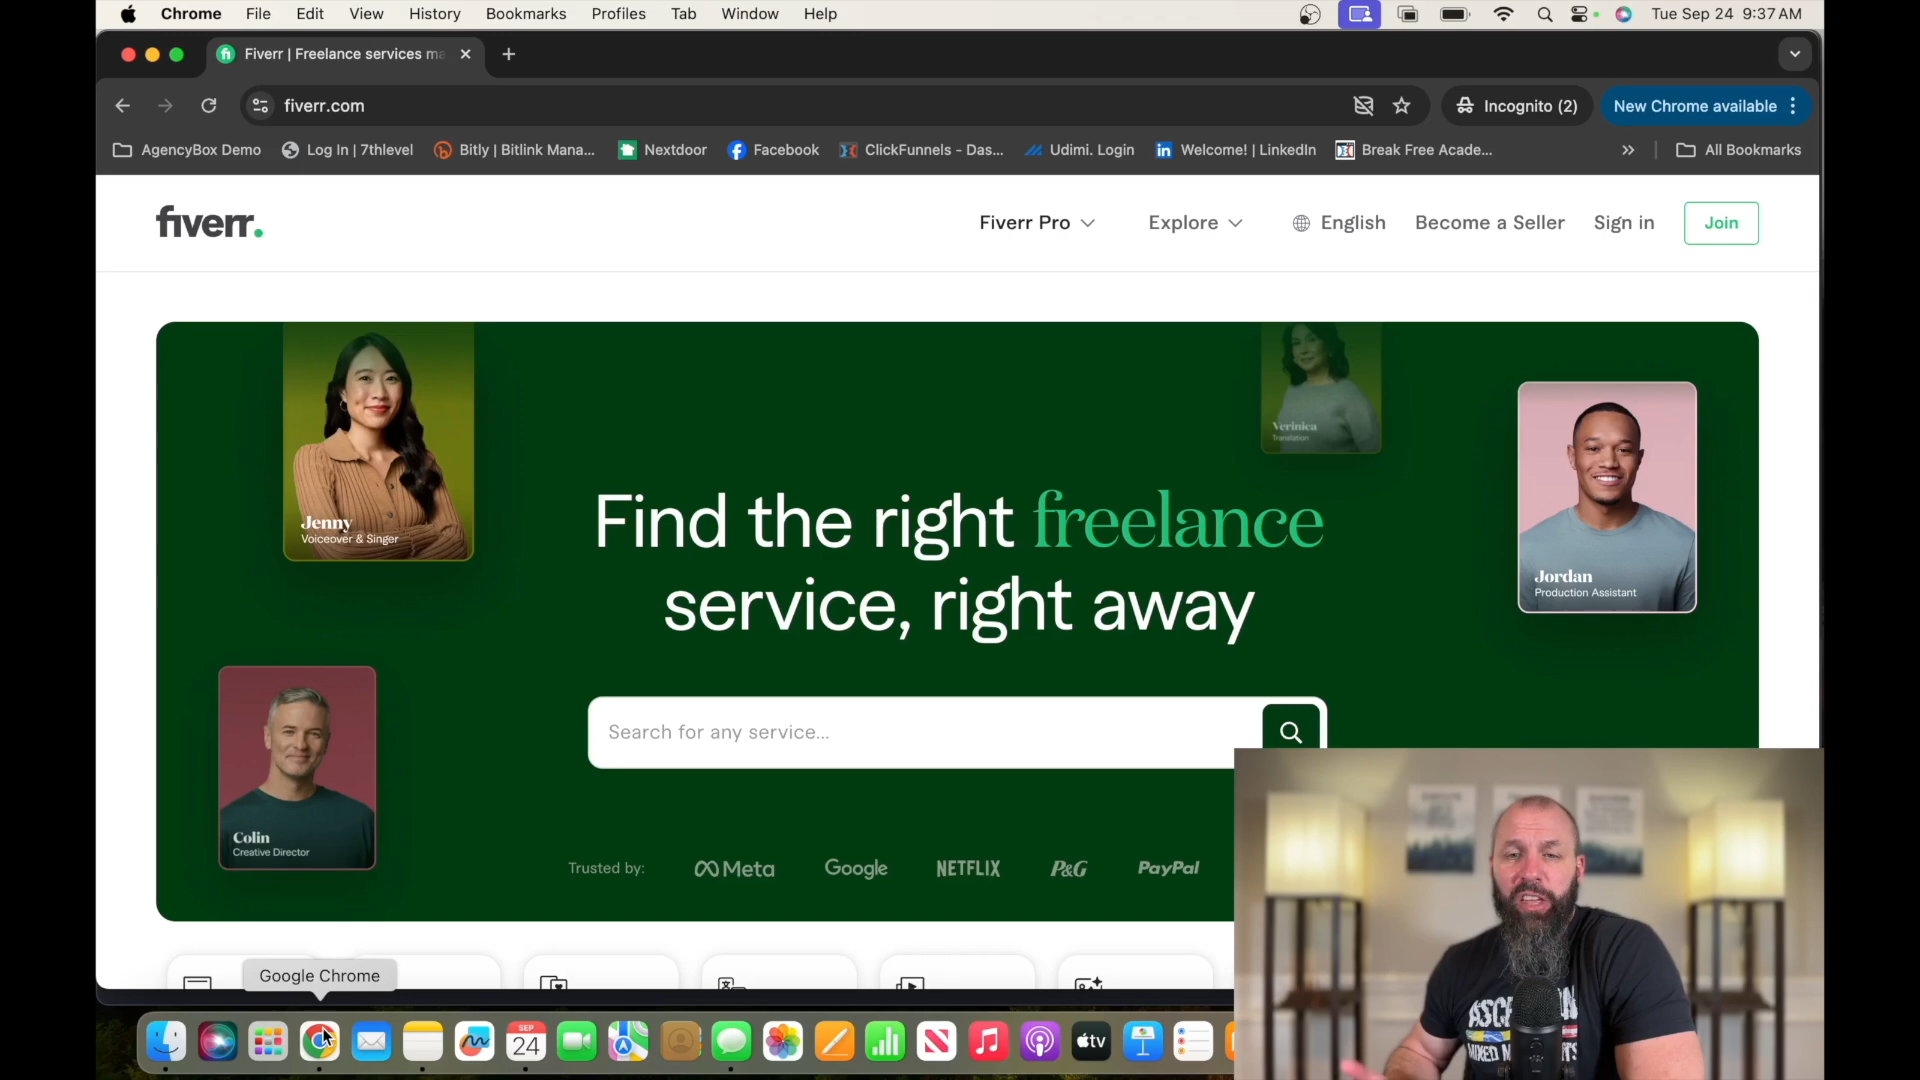 Chrome File Edit View History Bookmarks Profiles Tab Window Help Tue Sep 24 9:37 AM
Fiverr | Freelance services ma
fiverr.com Incognito (2) New Chrome available
AgencyBox Demo Log In | 7thlevel Bitly | Bitlink Mana... Nextdoor Facebook ClickFunnels - Das... Udimi. Login Welcome! | LinkedIn Break Free Acade... All Bookmarks
fiverr. Fiverr Pro Explore English Become a Seller Sign in Join
Verinica
Translation
Jenny
Voiceover & Singer
Jordan
Production Assistant
Find the right freelance
service, right away
Search for any service...
Colin
Creative Director
Trusted by: Meta Google NETFLIX P&G PayPal
Google Chrome
SEP
24
tv